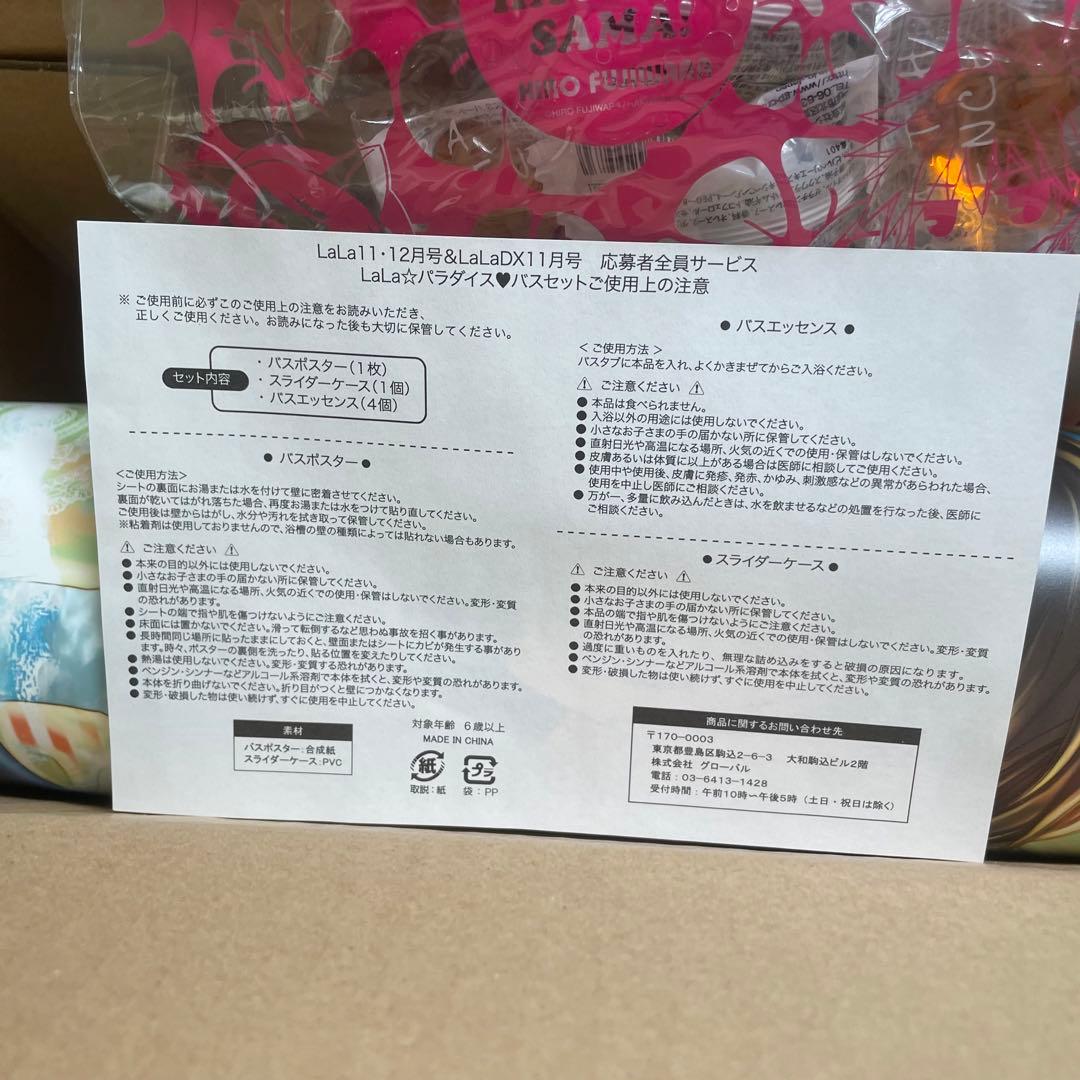 SAMA!
HIRO FUJIWARA
LaLa11・12月号&LaLaDX11月号　応募者全員サービス
LaLa☆パラダイス♥バスセットご使用上の注意
※ ご使用前に必ずこのご使用上の注意をお読みいただき、
正しくご使用ください。お読みになった後も大切に保管してください。
セット内容
・バスポスター(1枚)
・スライダーケース(1個)
・バスエッセンス(4個)
● バスポスター ●
＜ご使用方法＞
シートの裏面にお湯または水を付けて壁に密着させてください。
裏面が乾いてはがれ落ちた場合、再度お湯または水をつけて貼り直してください。
ご使用後は壁からはがし、水分や汚れを拭き取って保管してください。
※粘着剤は使用しておりませんので、浴槽の壁の種類によっては貼れない場合もあります。
⚠ ご注意ください ⚠
● 本来の目的以外には使用しないでください。
● 小さなお子さまの手の届かない所に保管してください。
● 直射日光や高温になる場所、火気の近くでの使用・保管はしないでください。変形・変質
の恐れがあります。
● シートの端で指や肌を傷つけないようにご注意ください。
● 床面には置かないでください。滑って転倒するなど思わぬ事故を招く事があります。
● 長時間同じ場所に貼ったままにしておくと、壁面またはシートにカビが発生する事があり
ます。時々、ポスターの裏側を洗ったり、貼る位置を変えたりしてください。
● 熱湯は使用しないでください。変形・変質する恐れがあります。
● ベンジン・シンナーなどアルコール系溶剤で本体を拭くと、変形や変質の恐れがあります。
● 本体を折り曲げないでください。折り目がつくと壁につかなくなります。
● 変形・破損した物は使い続けず、すぐに使用を中止してください。
素材
バスポスター：合成紙
スライダーケース：PVC
対象年齢　6歳以上
MADE IN CHINA
紙
プラ
取説：紙
袋：PP
● バスエッセンス ●
＜ ご使用方法 ＞
バスタブに本品を入れ、よくかきまぜてからご入浴ください。
⚠ ご注意ください ⚠
● 本品は食べられません。
● 入浴以外の用途には使用しないでください。
● 小さなお子さまの手の届かない所に保管してください。
● 直射日光や高温になる場所、火気の近くでの使用・保管はしないでください。
● 皮膚あるいは体質に以上がある場合は医師に相談してご使用ください。
● 使用中や使用後、皮膚に発疹、発赤、かゆみ、刺激感などの異常があらわれた場合、
使用を中止し医師にご相談ください。
● 万が一、多量に飲み込んだときは、水を飲ませるなどの処置を行なった後、医師に
ご相談ください。
● スライダーケース ●
⚠ ご注意ください ⚠
● 本来の目的以外には使用しないでください。
● 小さなお子さまの手の届かない所に保管してください。
● 本品の端で指や肌を傷つけないようにご注意ください。
● 直射日光や高温になる場所、火気の近くでの使用・保管はしないでください。変形・変質
の恐れがあります。
● 過度に重いものを入れたり、無理な詰め込みをすると破損の原因になります。
● ベンジン・シンナーなどアルコール系溶剤で本体を拭くと、変形や変質の恐れがあります。
● 変形・破損した物は使い続けず、すぐに使用を中止してください。
商品に関するお問い合わせ先
〒170-0003
東京都豊島区駒込2-6-3　大和駒込ビル2階
株式会社 グローバル
電話：03-6413-1428
受付時間：午前10時〜午後5時（土日・祝日は除く）